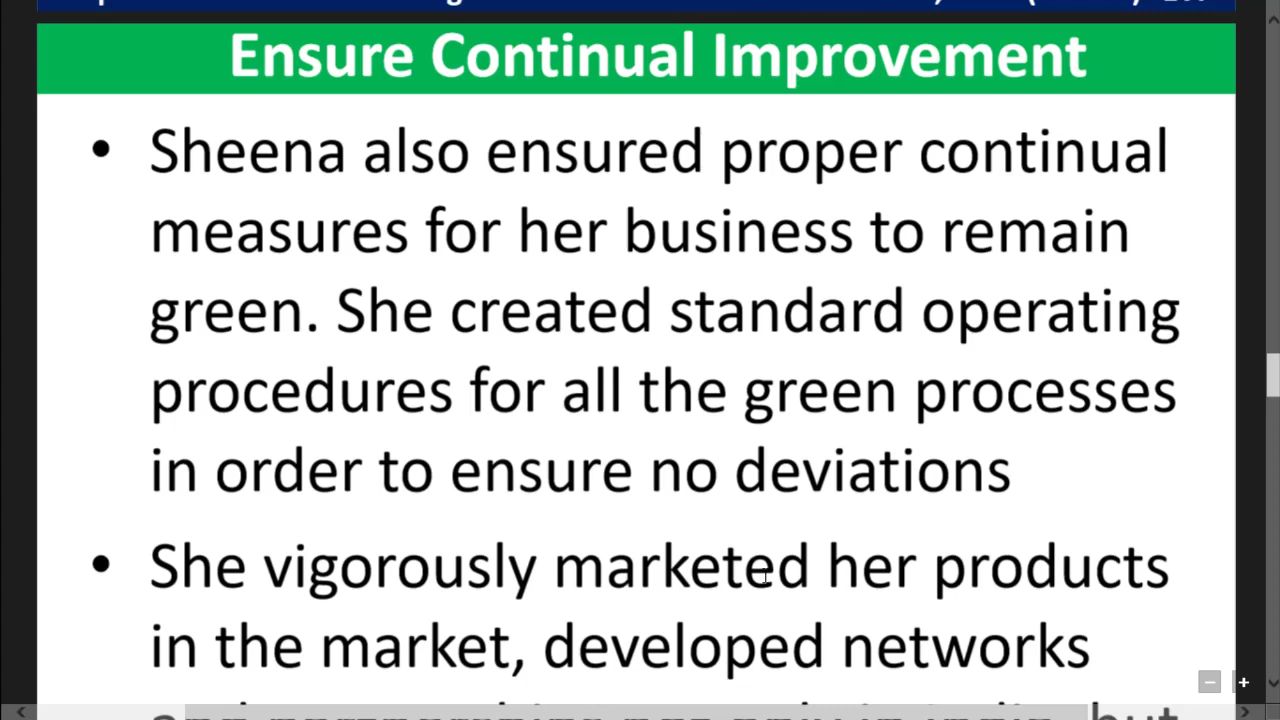 Ensure Continual Improvement
• Sheena also ensured proper continual
measures for her business to remain
green. She created standard operating
procedures for all the green processes
in order to ensure no deviations
• She vigorously marketed her products
in the market, developed networks